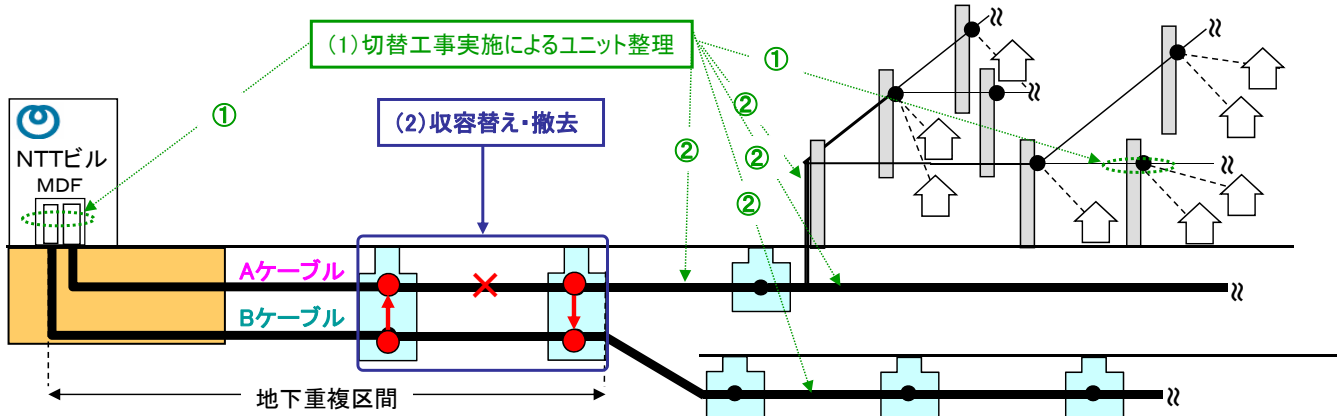 (1)切替工事実施によるユニット整理
①
①
(2)収容替え・撤去
②
②
②
②
NTTビル
MDF
Aケーブル
Bケーブル
地下重複区間